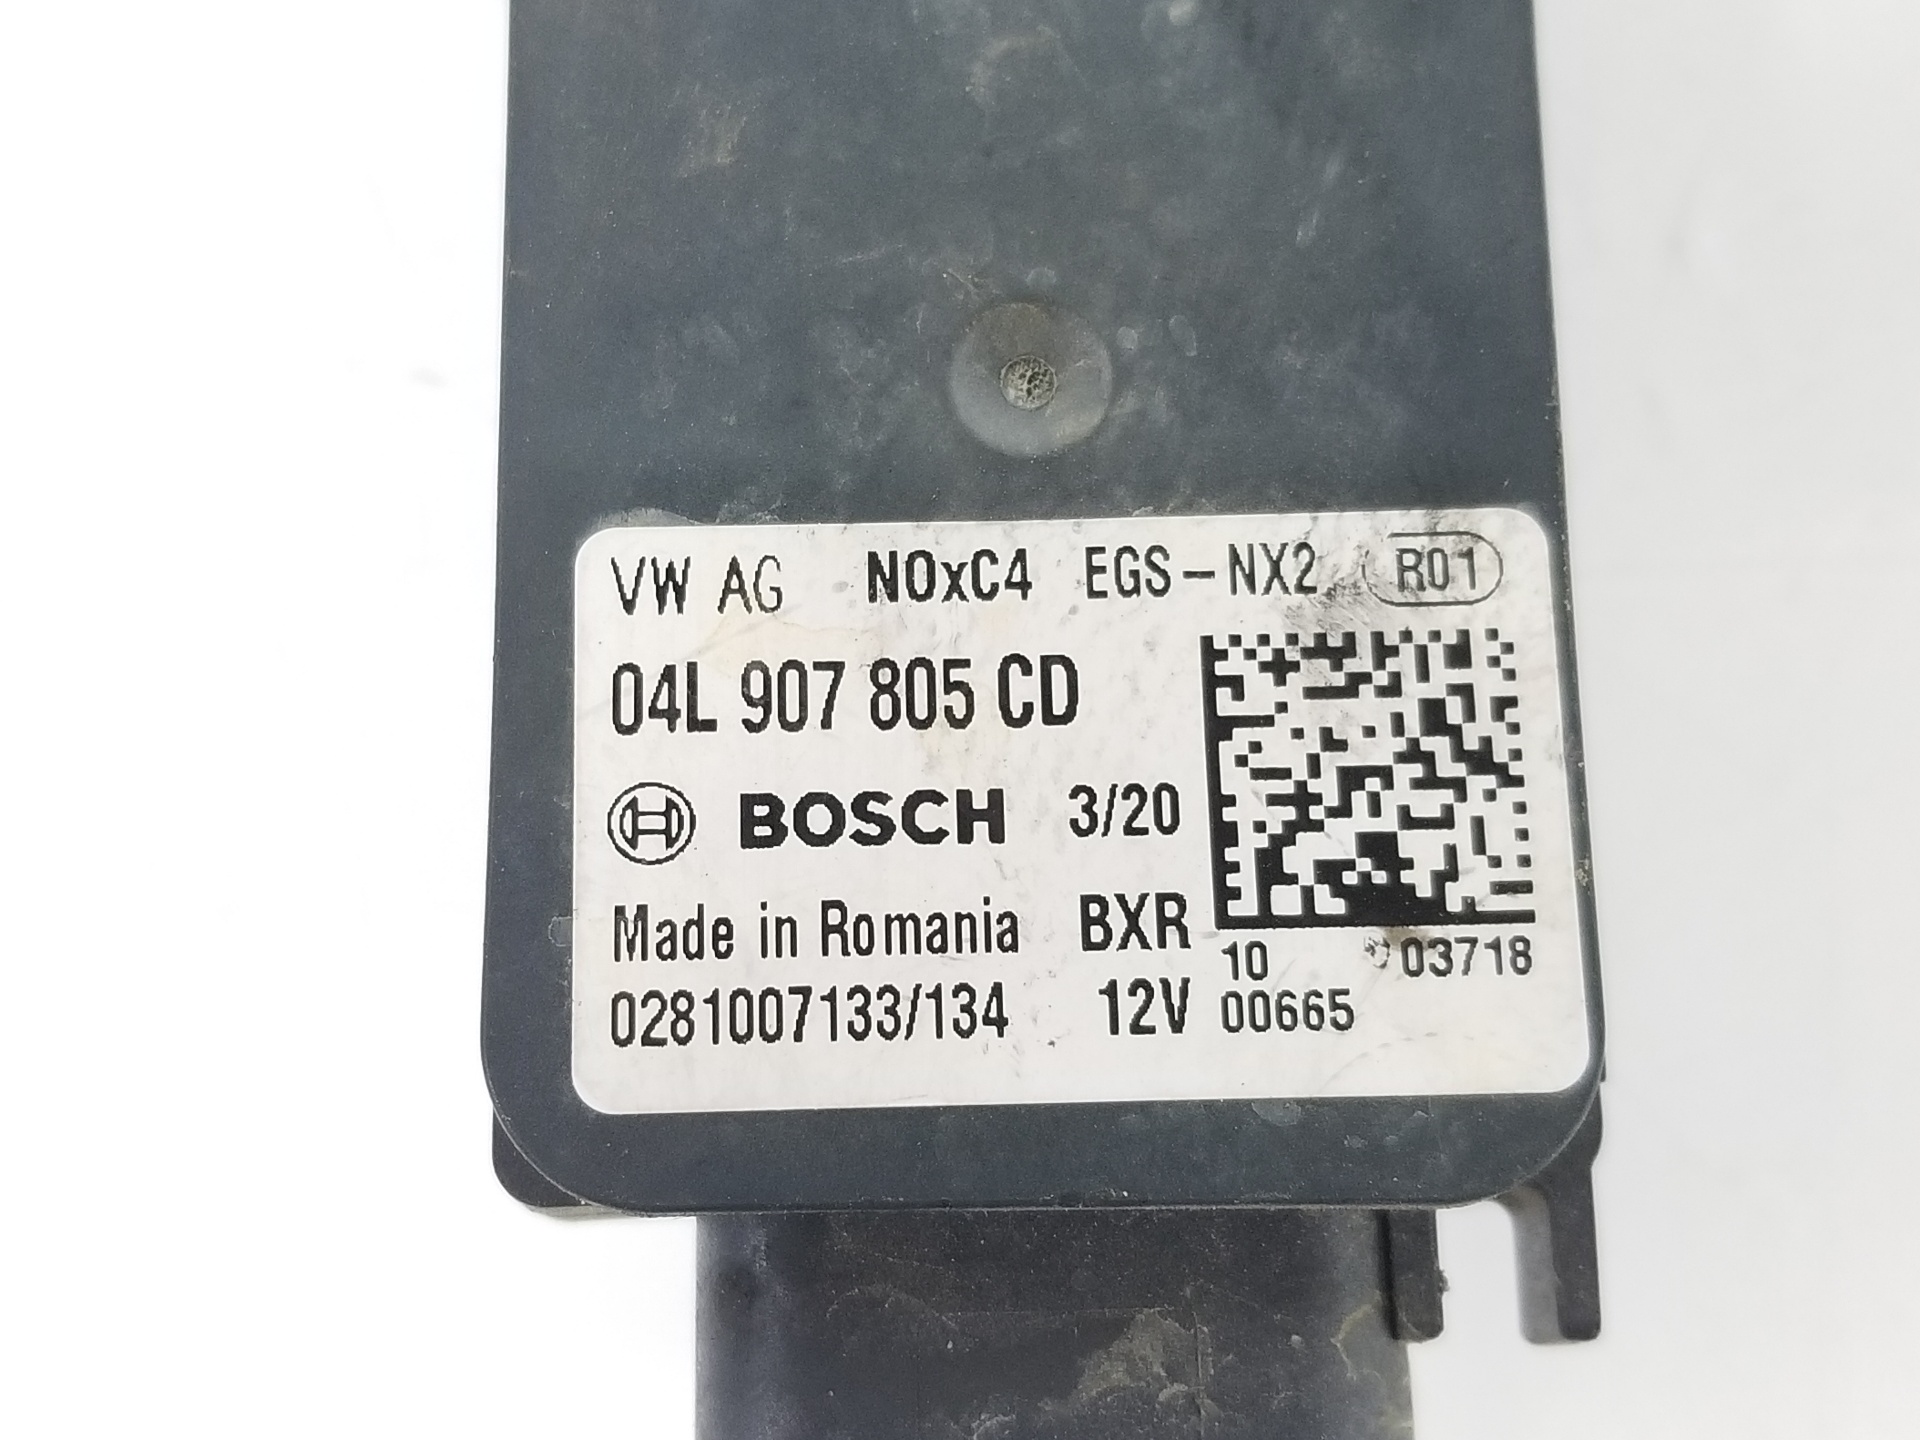 VW AG NOxC4 EGS-NX2 R01
04L 907 805 CD
BOSCH 3/20
Made in Romania BXR
10 03718
0281007133/134 12V 00665